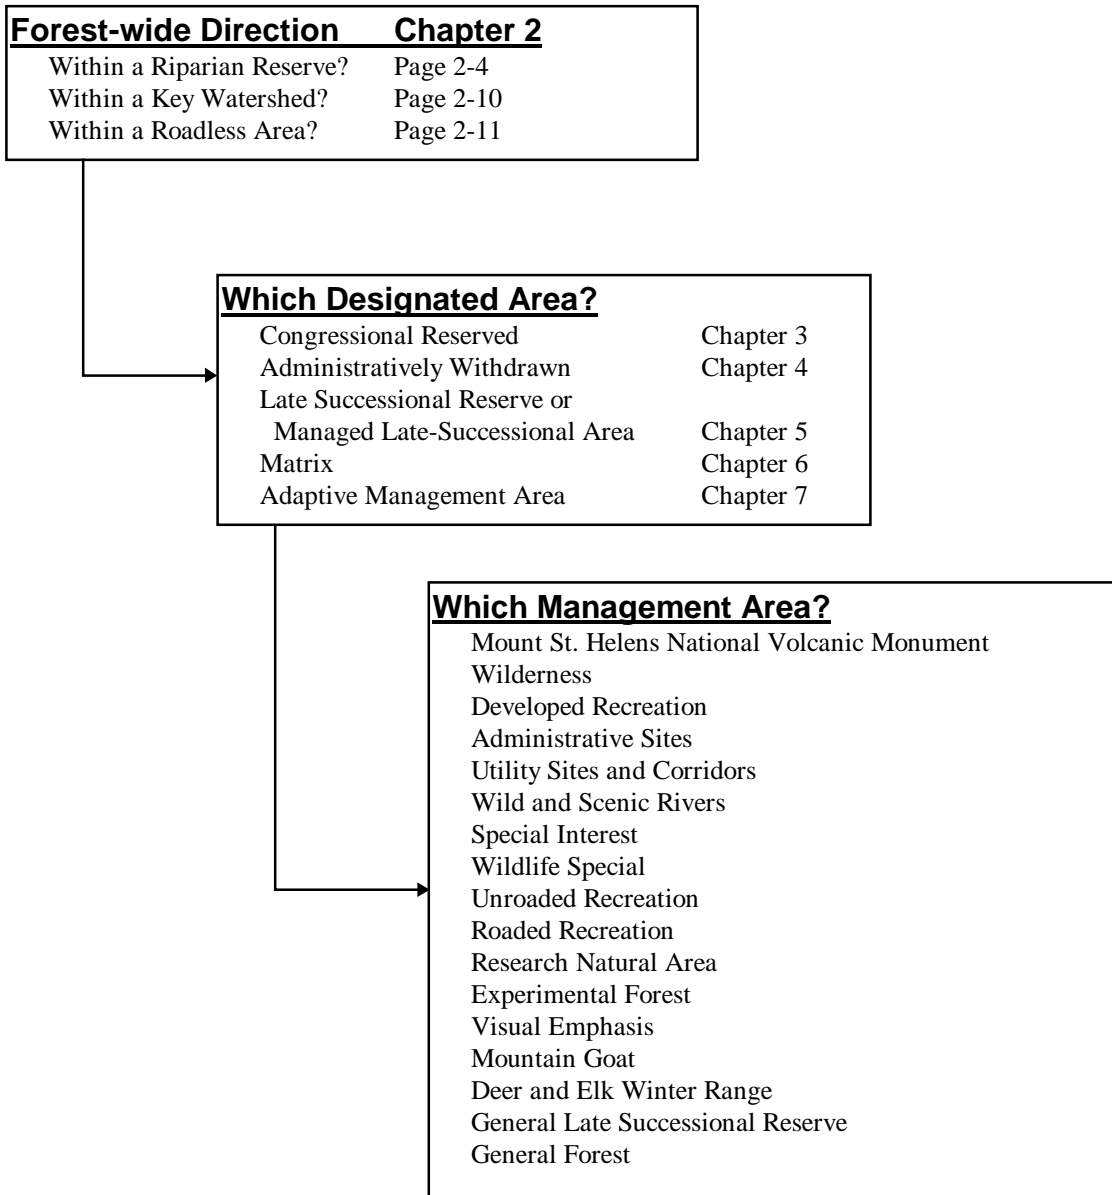 Forest-wide Direction Chapter 2
Within a Riparian Reserve? Page 2-4
Within a Key Watershed? Page 2-10
Within a Roadless Area? Page 2-11
Which Designated Area?
Congressional Reserved Chapter 3
Administratively Withdrawn Chapter 4
Late Successional Reserve or
Managed Late-Successional Area Chapter 5
Matrix Chapter 6
Adaptive Management Area Chapter 7
Which Management Area?
Mount St. Helens National Volcanic Monument
Wilderness
Developed Recreation
Administrative Sites
Utility Sites and Corridors
Wild and Scenic Rivers
Special Interest
Wildlife Special
Unroaded Recreation
Roaded Recreation
Research Natural Area
Experimental Forest
Visual Emphasis
Mountain Goat
Deer and Elk Winter Range
General Late Successional Reserve
General Forest